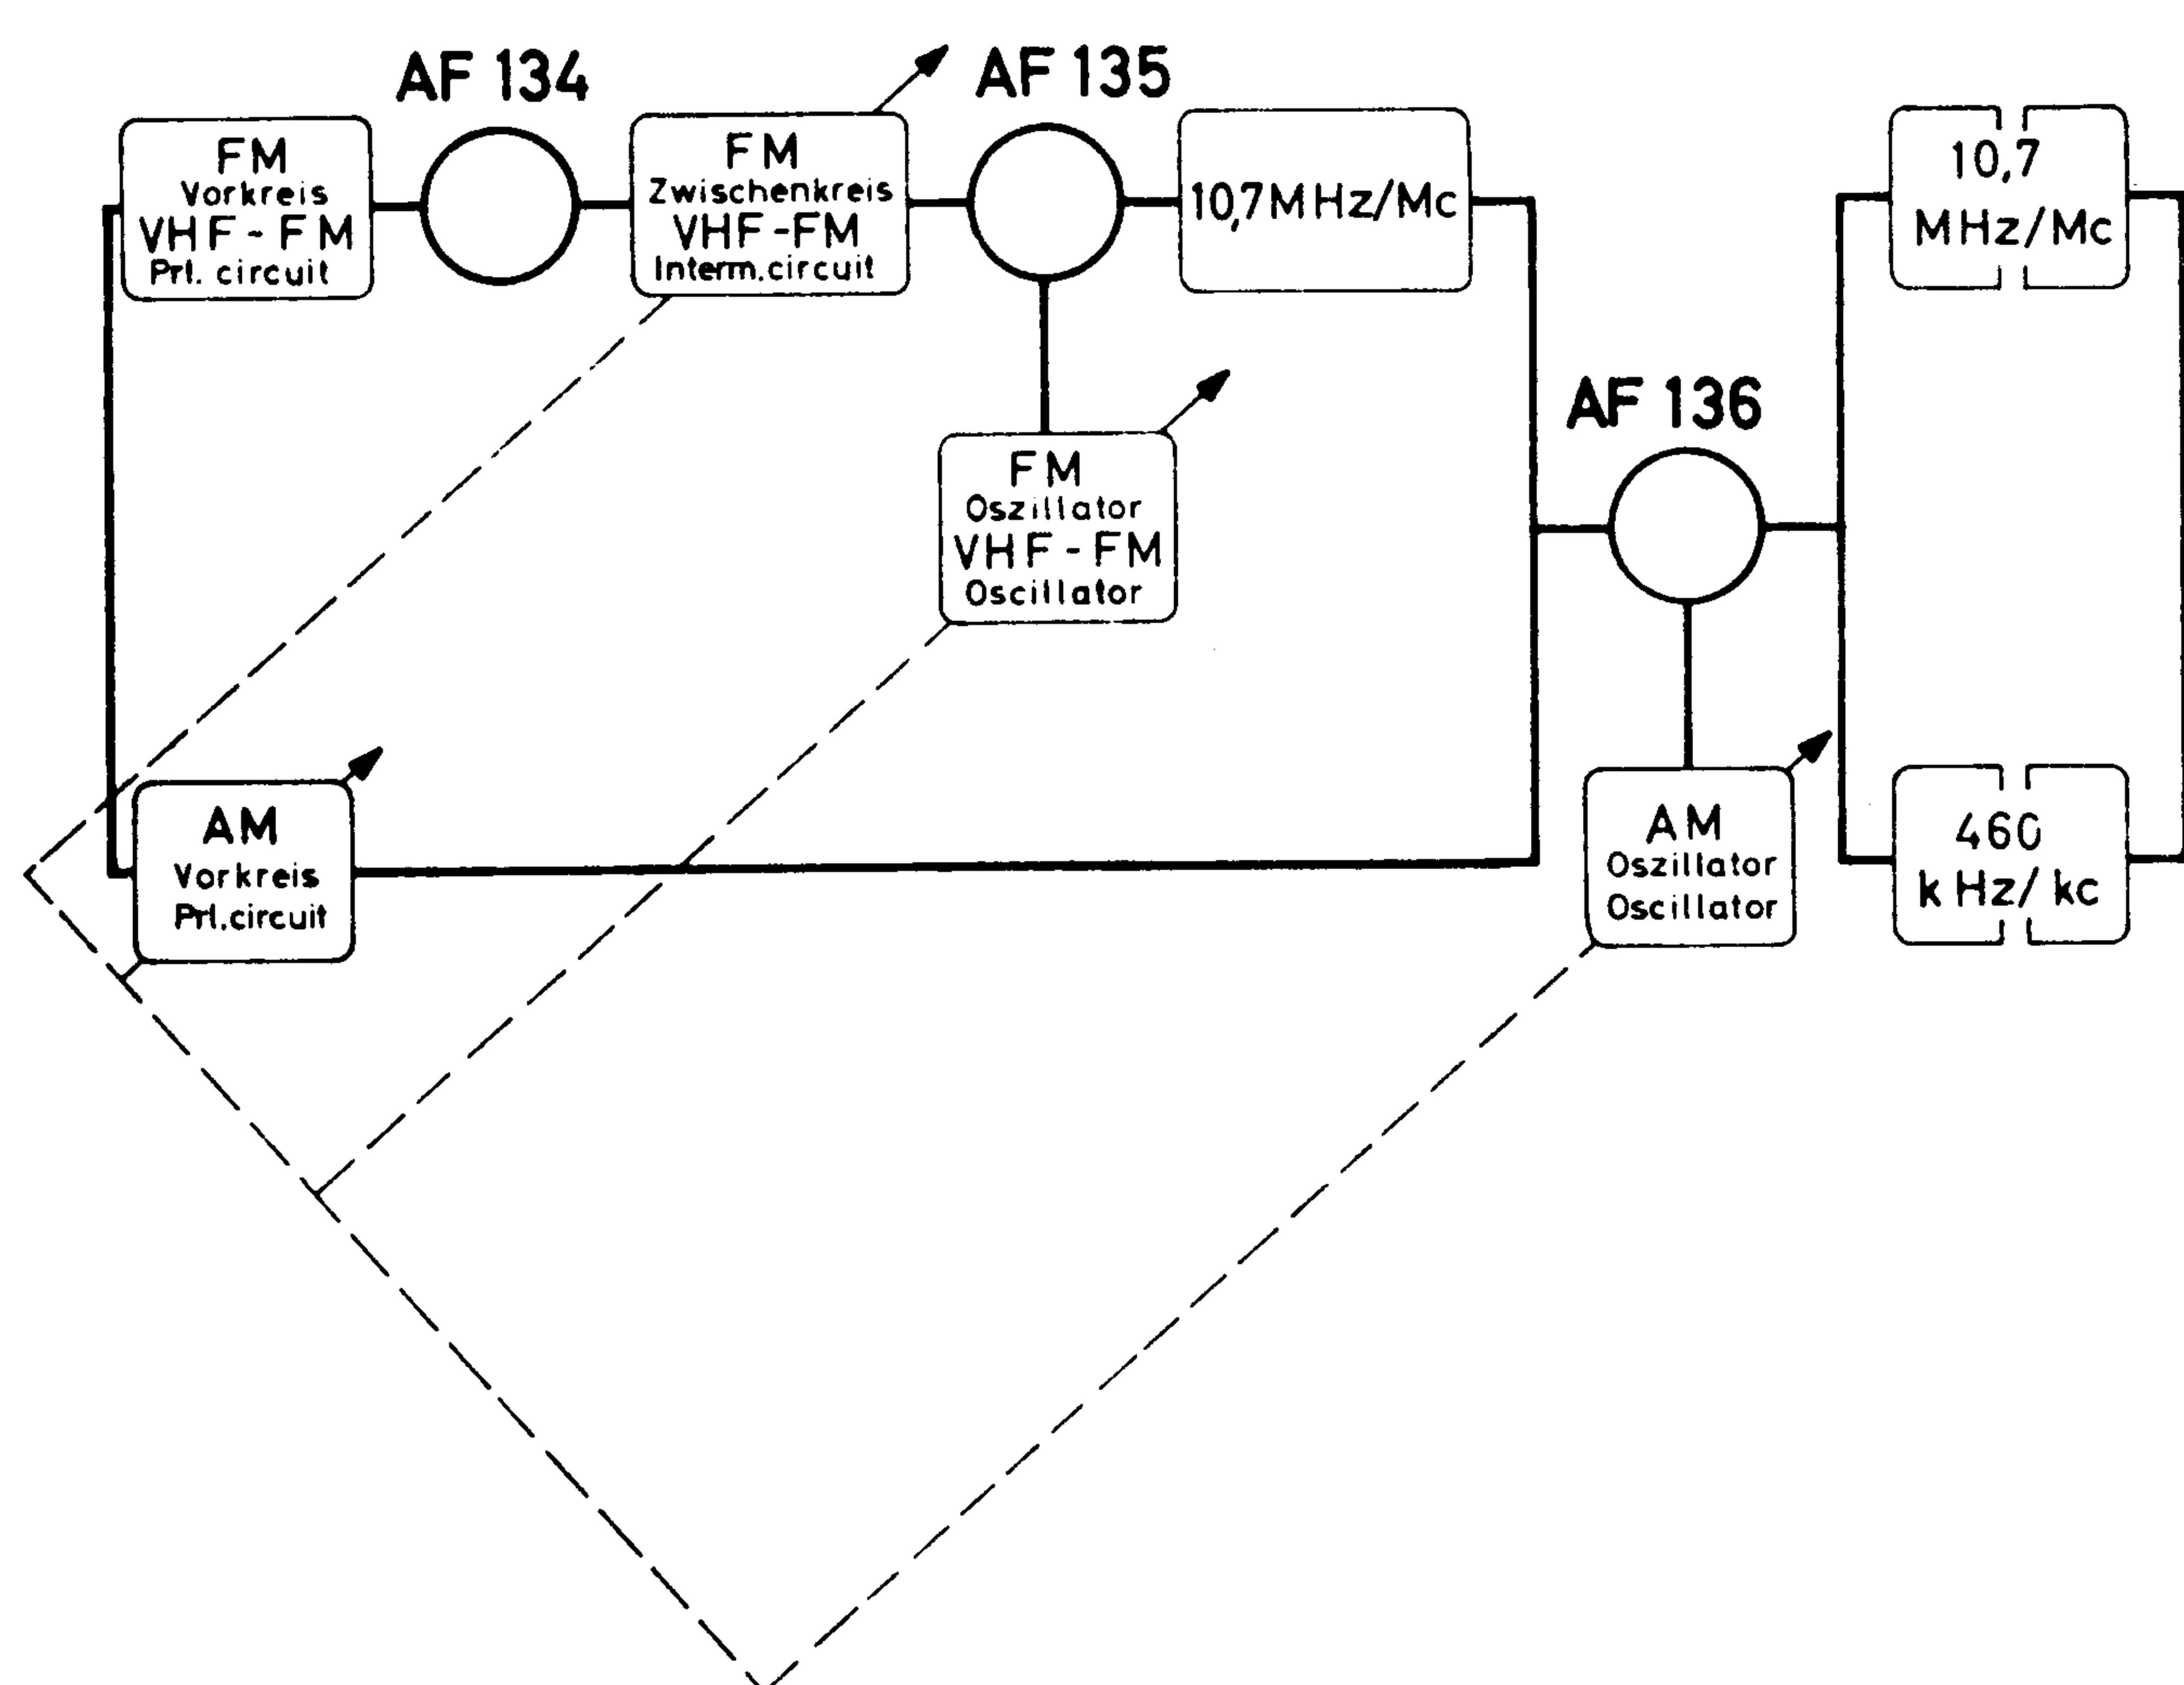 AF 134
AF 135
FM
Vorkreis
VHF-FM
Prl. circuit
FM
Zwischenkreis
VHF-FM
Interm.circuit
10,7MHz/Mc
10,7
MHz/Mc
AF 136
FM
Oszillator
VHF-FM
Oscillator
AM
Vorkreis
Prl.circuit
AM
Oszillator
Oscillator
460
kHz/kc